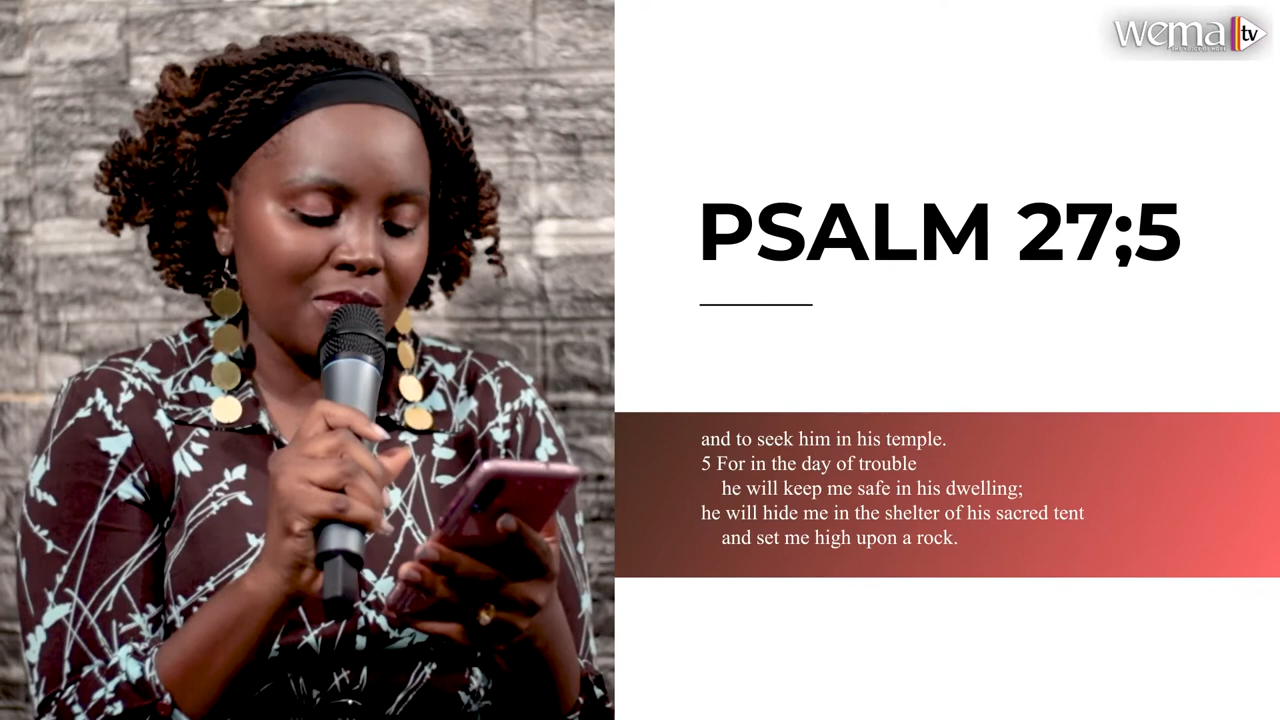 wema tv
PSALM 27;5
and to seek him in his temple.
5 For in the day of trouble
he will keep me safe in his dwelling;
he will hide me in the shelter of his sacred tent
and set me high upon a rock.